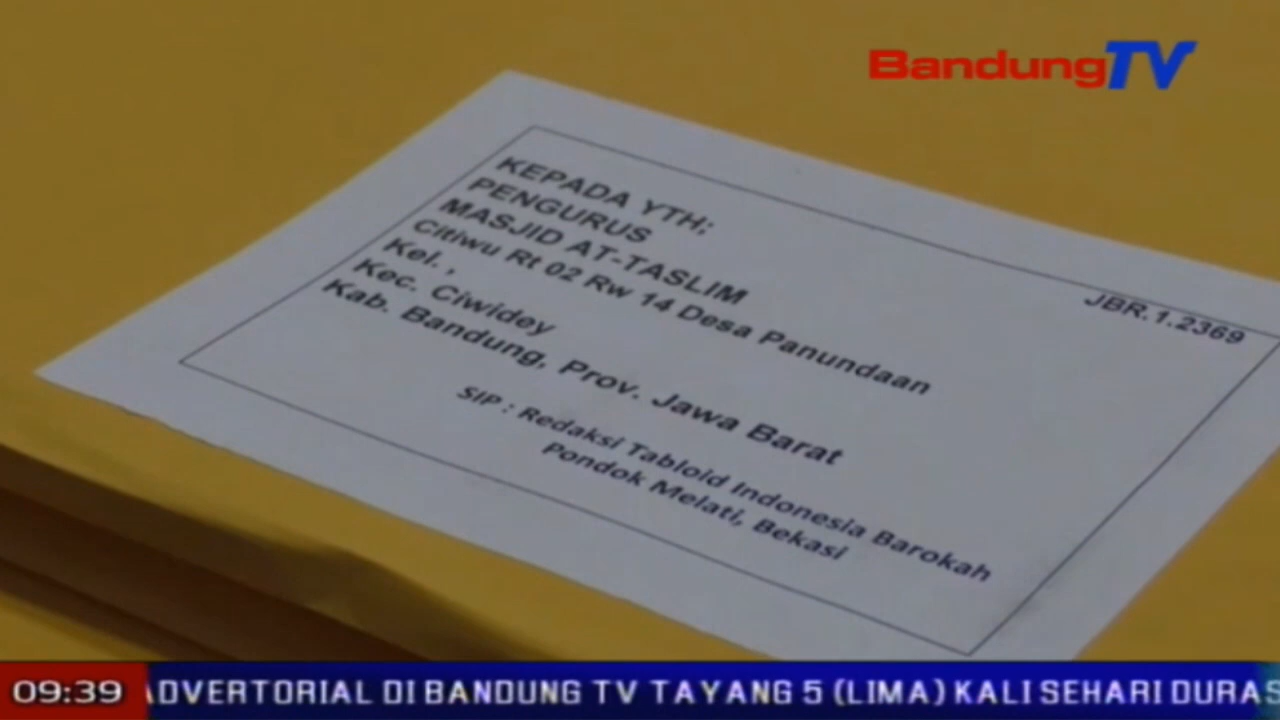 BandungTV
JBR.1.2369
KEPADA YTH;
PENGURUS
MASJID AT-TASLIM
Citiwu Rt 02 Rw 14 Desa Panundaan
Kel. ,
Kec. Ciwidey
Kab. Bandung, Prov. Jawa Barat
SIP : Redaksi Tabloid Indonesia Barokah
Pondok Melati, Bekasi
09:39 ADVERTORIAL DI BANDUNG TV TAYANG 5 (LIMA) KALI SEHARI DURAS